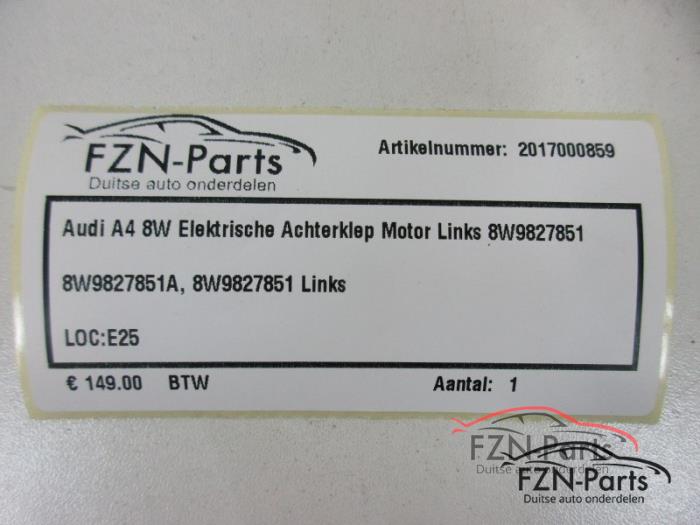 FZN-Parts
Duitse auto onderdelen
Artikelnummer: 2017000859
Audi A4 8W Elektrische Achterklep Motor Links 8W9827851
8W9827851A, 8W9827851 Links
LOC:E25
€ 149.00 BTW
Aantal: 1
FZN-Parts
Duitse auto onderdelen
FZN-Parts
Duitse auto onderdelen